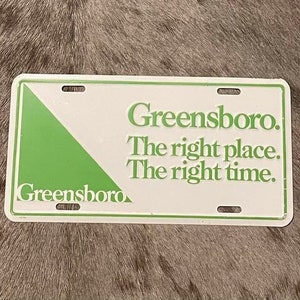 Greensboro.
The right place.
The right time.
Greensboro